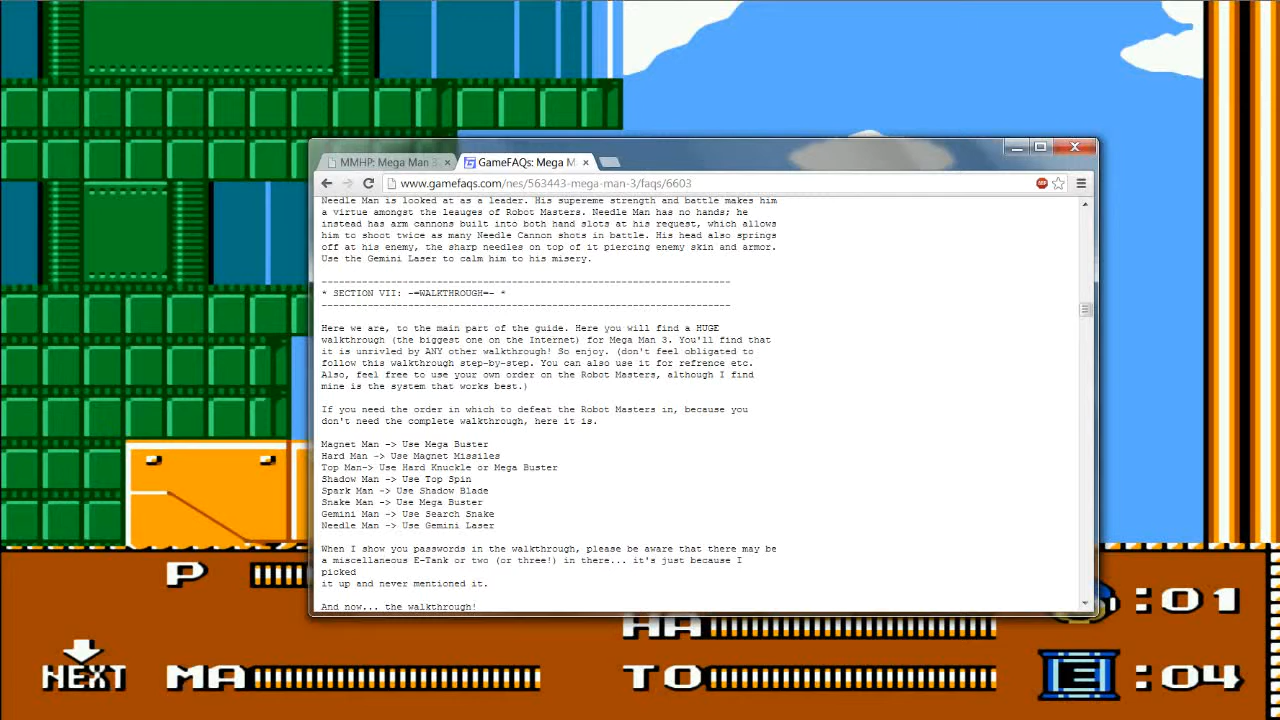 MMHP: Mega Man 3
GameFAQs: Mega M
www.gamefaqs.com/nes/563443-mega-man-3/faqs/6603
Needle Man is looked at as a leader. His supereme strength and battle makes him
a virtue amongst the leauges of Robot Masters. Needle Man has no hands; he
instead has arm cannons built into both hand slots at his request, which allows
him to shoot twice as many Needle Cannon shots in battle. His head also springs
off at his enemy, the sharp needles on top of it piercing enemy skin and armor.
Use the Gemini Laser to calm him to his misery.
-----------------------------------------------------------------------
* SECTION VII: -=WALKTHROUGH=- *
-----------------------------------------------------------------------
Here we are, to the main part of the guide. Here you will find a HUGE
walkthrough (the biggest one on the Internet) for Mega Man 3. You'll find that
it is unrivled by ANY other walkthrough! So enjoy. (don't feel obligated to
follow this walkthrough step-by-step. You can also use it for refrence etc.
Also, feel free to use your own order on the Robot Masters, although I find
mine is the system that works best.)
If you need the order in which to defeat the Robot Masters in, because you
don't need the complete walkthrough, here it is.
Magnet Man -> Use Mega Buster
Hard Man -> Use Magnet Missiles
Top Man-> Use Hard Knuckle or Mega Buster
Shadow Man -> Use Top Spin
Spark Man -> Use Shadow Blade
Snake Man -> Use Mega Buster
Gemini Man -> Use Search Snake
Needle Man -> Use Gemini Laser
When I show you passwords in the walkthrough, please be aware that there may be
a miscellaneous E-Tank or two (or three!) in there... it's just because I
picked
it up and never mentioned it.
And now... the walkthrough!
P
:01
HA
NEXT
MA
TO
E
:04